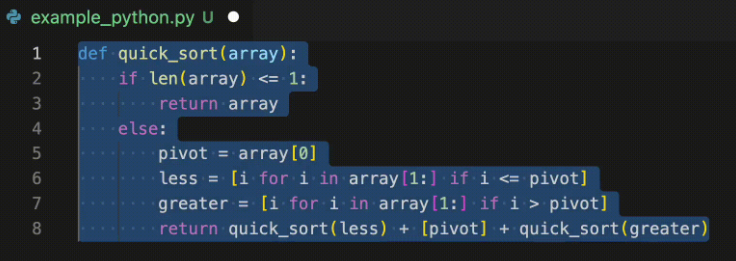 example_python.py U
1 def quick_sort(array):
2     if len(array) <= 1:
3         return array
4     else:
5         pivot = array[0]
6         less = [i for i in array[1:] if i <= pivot]
7         greater = [i for i in array[1:] if i > pivot]
8         return quick_sort(less) + [pivot] + quick_sort(greater)